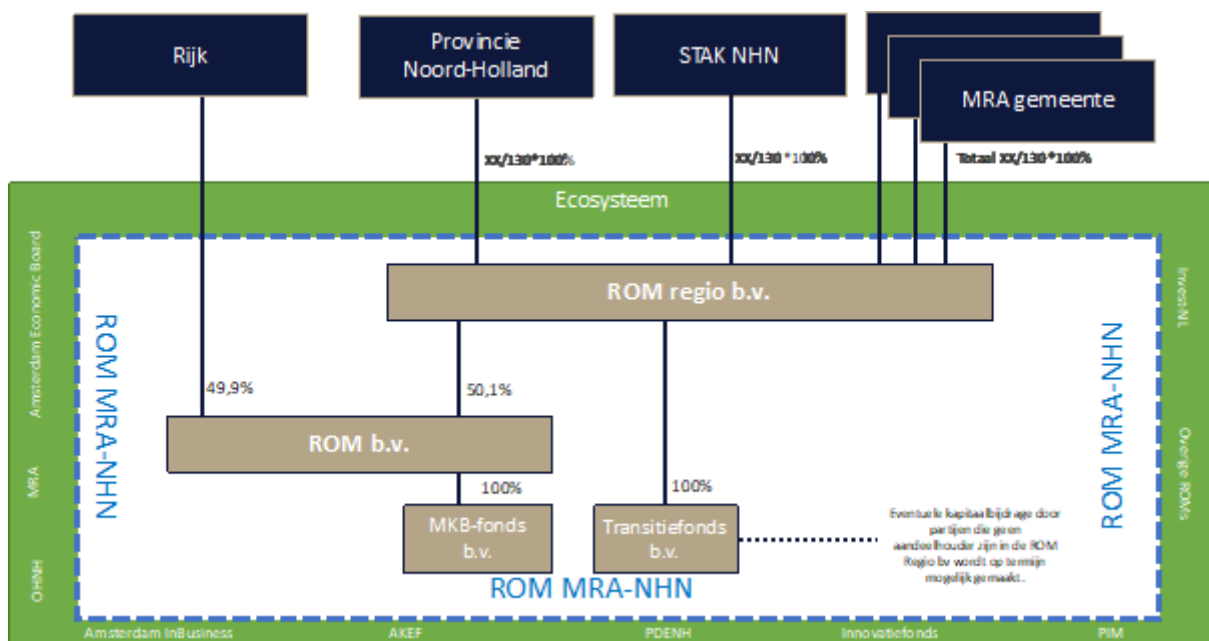 Rijk
Provincie
Noord-Holland
STAK NHN
MRA gemeente
XX/130*100%
XX/130 *100%
Totaal XX/130*100%
Ecosysteem
Amsterdam Economic Board
MRA
OHNH
ROM MRA-NHN
ROM regio b.v.
49,9%
50,1%
ROM b.v.
100%
100%
MKB-fonds
b.v.
Transitiefonds
b.v.
Eventuele kapitaalbijdrage door
partijen die geen
aandeelhouder zijn in de ROM
Regio bv wordt op termijn
mogelijk gemaakt.
ROM MRA-NHN
ROM MRA-NHN
Invest-NL
Overige ROMs
Amsterdam InBusiness
AKEF
PDENH
Innovatiefonds
PIM